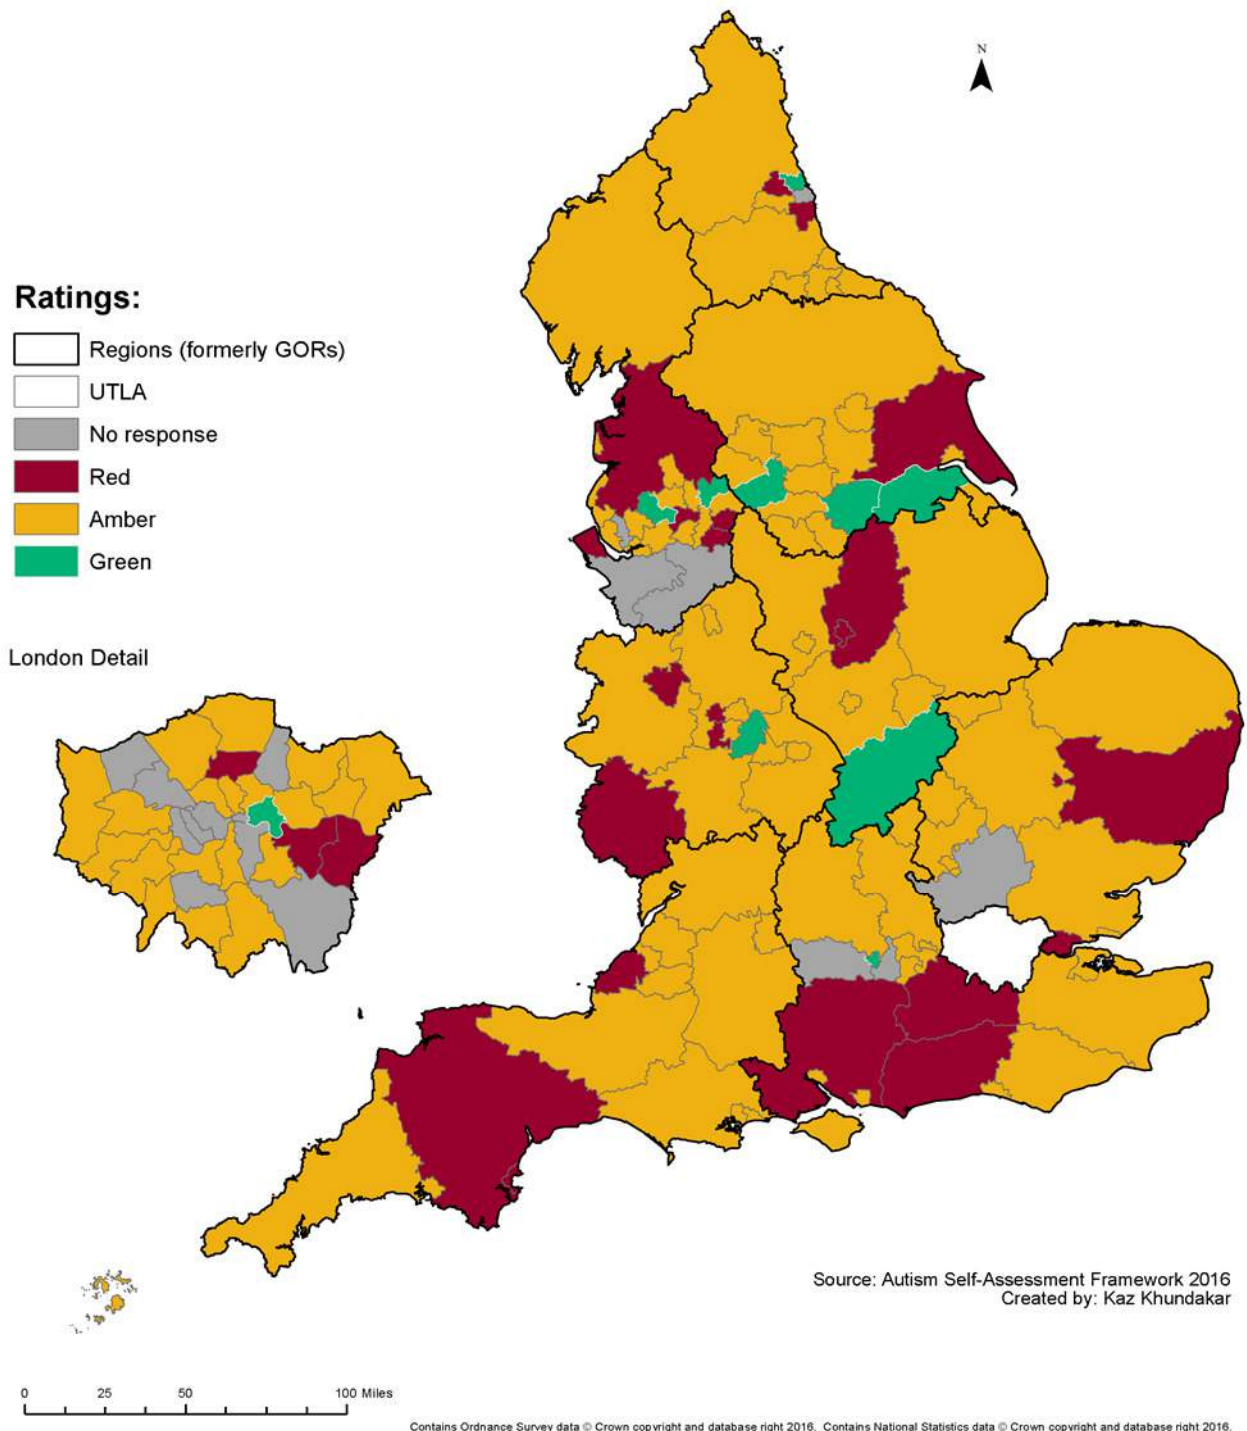 N
Ratings:
Regions (formerly GORs)
UTLA
No response
Red
Amber
Green
London Detail
Source: Autism Self-Assessment Framework 2016
Created by: Kaz Khundakar
0 25 50 100 Miles
Contains Ordnance Survey data © Crown copyright and database right 2016. Contains National Statistics data © Crown copyright and database right 2016.